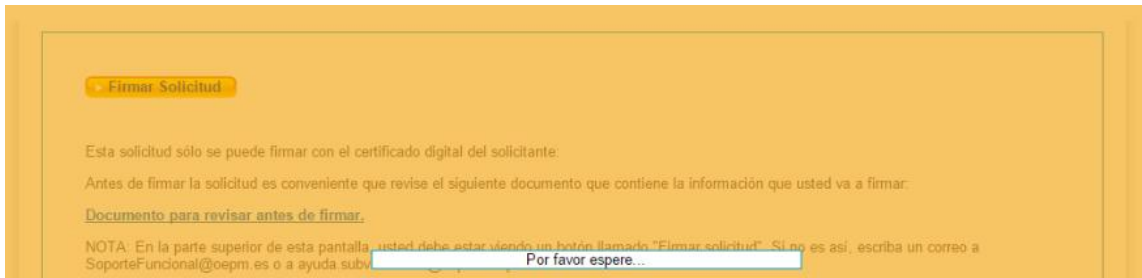 Firmar Solicitud
Esta solicitud sólo se puede firmar con el certificado digital del solicitante:
Antes de firmar la solicitud es conveniente que revise el siguiente documento que contiene la información que usted va a firmar:
Documento para revisar antes de firmar.
NOTA: En la parte superior de esta pantalla, usted debe estar viendo un botón llamado "Firmar solicitud". Si no es así, escriba un correo a
SoporteFuncional@oepm.es o a ayuda.subv
Por favor espere...